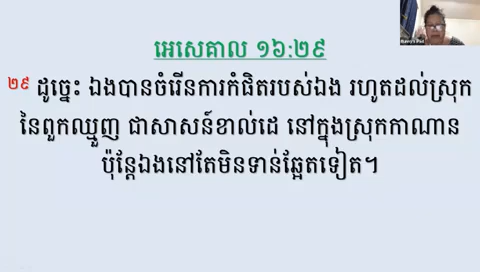 អេសេគាល ១៦:២៩
២៩ ដូច្នេះ ឯងបានចំរើនការកំផិតរបស់ឯង រហូតដល់ស្រុក
នៃពួកឈ្មួញ ជាសាសន៍ខាល់ដេ នៅក្នុងស្រុកកាណាន
ប៉ុន្តែឯងនៅតែមិនទាន់ឆ្អែតទៀត។